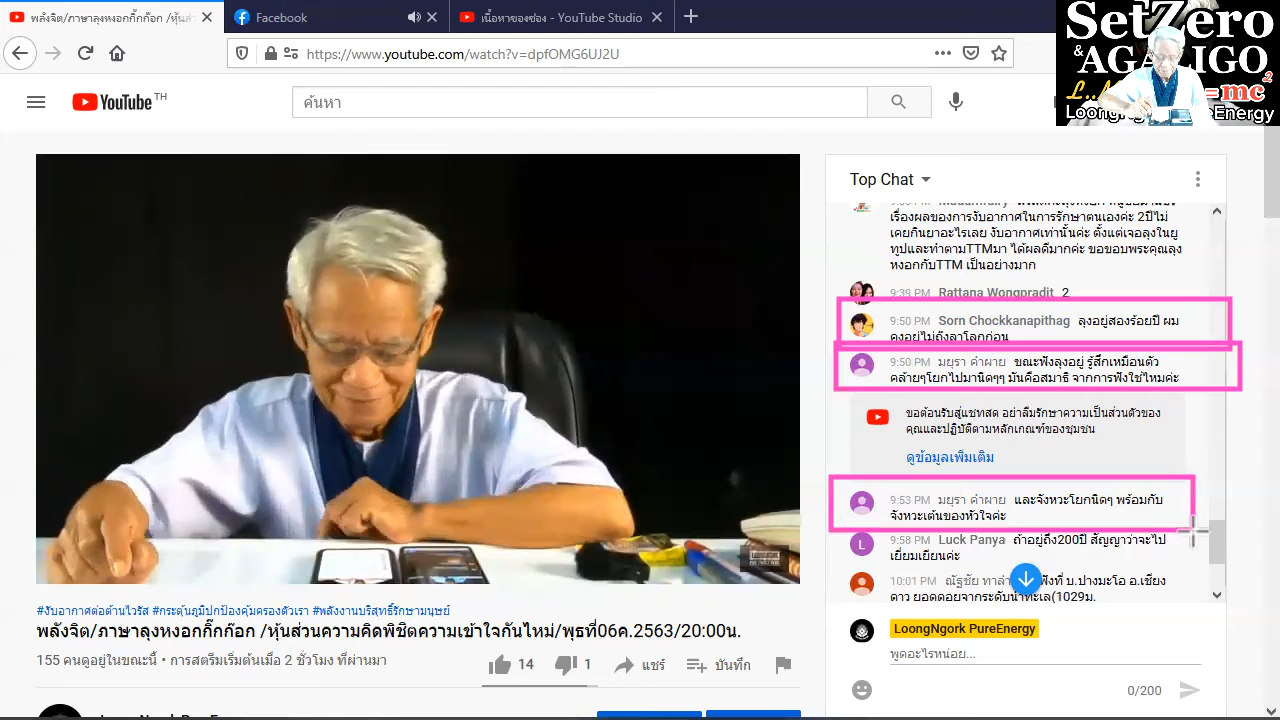 พลังจิต/ภาษาลุงหงอกกิ๊กก๊อก /หุ้นส่
Facebook
เนื้อหาของช่อง - YouTube Studio
SetZero
&
AGALIGO
=mc2
LoongNg
eEnergy
https://www.youtube.com/watch?v=dpfOMG6UJ2U
YouTube TH
ค้นหา
Top Chat
เรื่องผลของการงับอากาศในการรักษาตนเองค่ะ 2ปีไม่
เคยกินยาอะไรเลย งับอากาศเท่านั้นค่ะ ตั้งแต่เจอลุงในยู
ทูปและทำตามTTMมา ได้ผลดีมากค่ะ ขอขอบพระคุณลุง
หงอกกับTTM เป็นอย่างมาก
9:39 PM Rattana Wongpradit 2
9:50 PM Sorn Chockkanapithag ลุงอยู่สองร้อยปี ผม
คงอยู่ไม่ถึงลาโลกก่อน
9:50 PM มยุรา คำผาย ขณะฟังลุงอยู่ รู้สึกเหมือนตัว
คล้ายๆโยกไปมานิดๆๆ มันคือสมาธิ จากการฟังใช่ไหมค่ะ
ขอต้อนรับสู่แชทสด อย่าลืมรักษาความเป็นส่วนตัวของ
คุณและปฏิบัติตามหลักเกณฑ์ของชุมชน
ดูข้อมูลเพิ่มเติม
9:53 PM มยุรา คำผาย และจังหวะโยกนิดๆ พร้อมกับ
จังหวะเต้นของหัวใจค่ะ
9:58 PM Luck Panya ถ้าอยู่ถึง200ปี สัญญาว่าจะไป
เยี่ยมเยียนค่ะ
10:01 PM ณัฐชัย ทาลำ ฟังที่ บ.ปางมะโอ อ.เชียง
ดาว ยอดดอยจากระดับน้ำทะเล(1029ม.
LoongNgork PureEnergy
พูดอะไรหน่อย...
0/200
#งับอากาศต่อต้านไวรัส #กระตุ้นภูมิปกป้องคุ้มครองตัวเรา #พลังงานบริสุทธิ์รักษามนุษย์
พลังจิต/ภาษาลุงหงอกกิ๊กก๊อก /หุ้นส่วนความคิดพิชิตความเข้าใจกันไหม่/พุธที่06ค.2563/20:00น.
155 คนดูอยู่ในขณะนี้ • การสตรีมเริ่มต้นเมื่อ 2 ชั่วโมง ที่ผ่านมา
14
1
แชร์
บันทึก